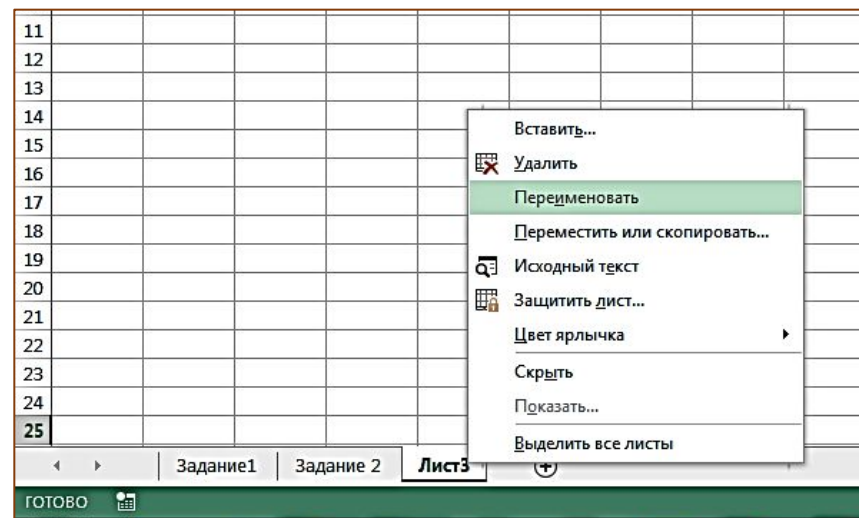 11
12
13
14
Вставить...
15
Удалить
16
Переименовать
17
18
Переместить или скопировать...
19
Исходный текст
20
Защитить лист...
21
Цвет ярлычка
22
23
Скрыть
24
Показать...
25
Выделить все листы
Задание1 Задание 2 Лист3
ГОТОВО